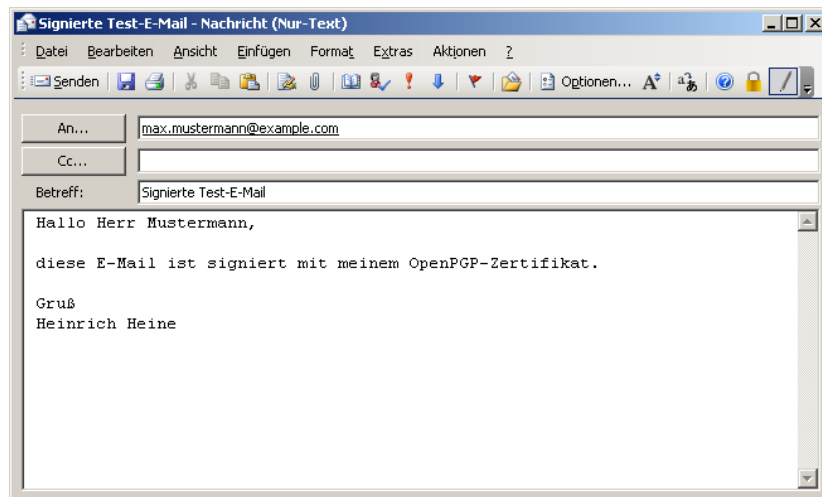 Signierte Test-E-Mail - Nachricht (Nur-Text)
Datei Bearbeiten Ansicht Einfügen Format Extras Aktionen ?
Senden Optionen...
An... max.mustermann@example.com
Cc...
Betreff: Signierte Test-E-Mail
Hallo Herr Mustermann,
diese E-Mail ist signiert mit meinem OpenPGP-Zertifikat.
Gruß
Heinrich Heine